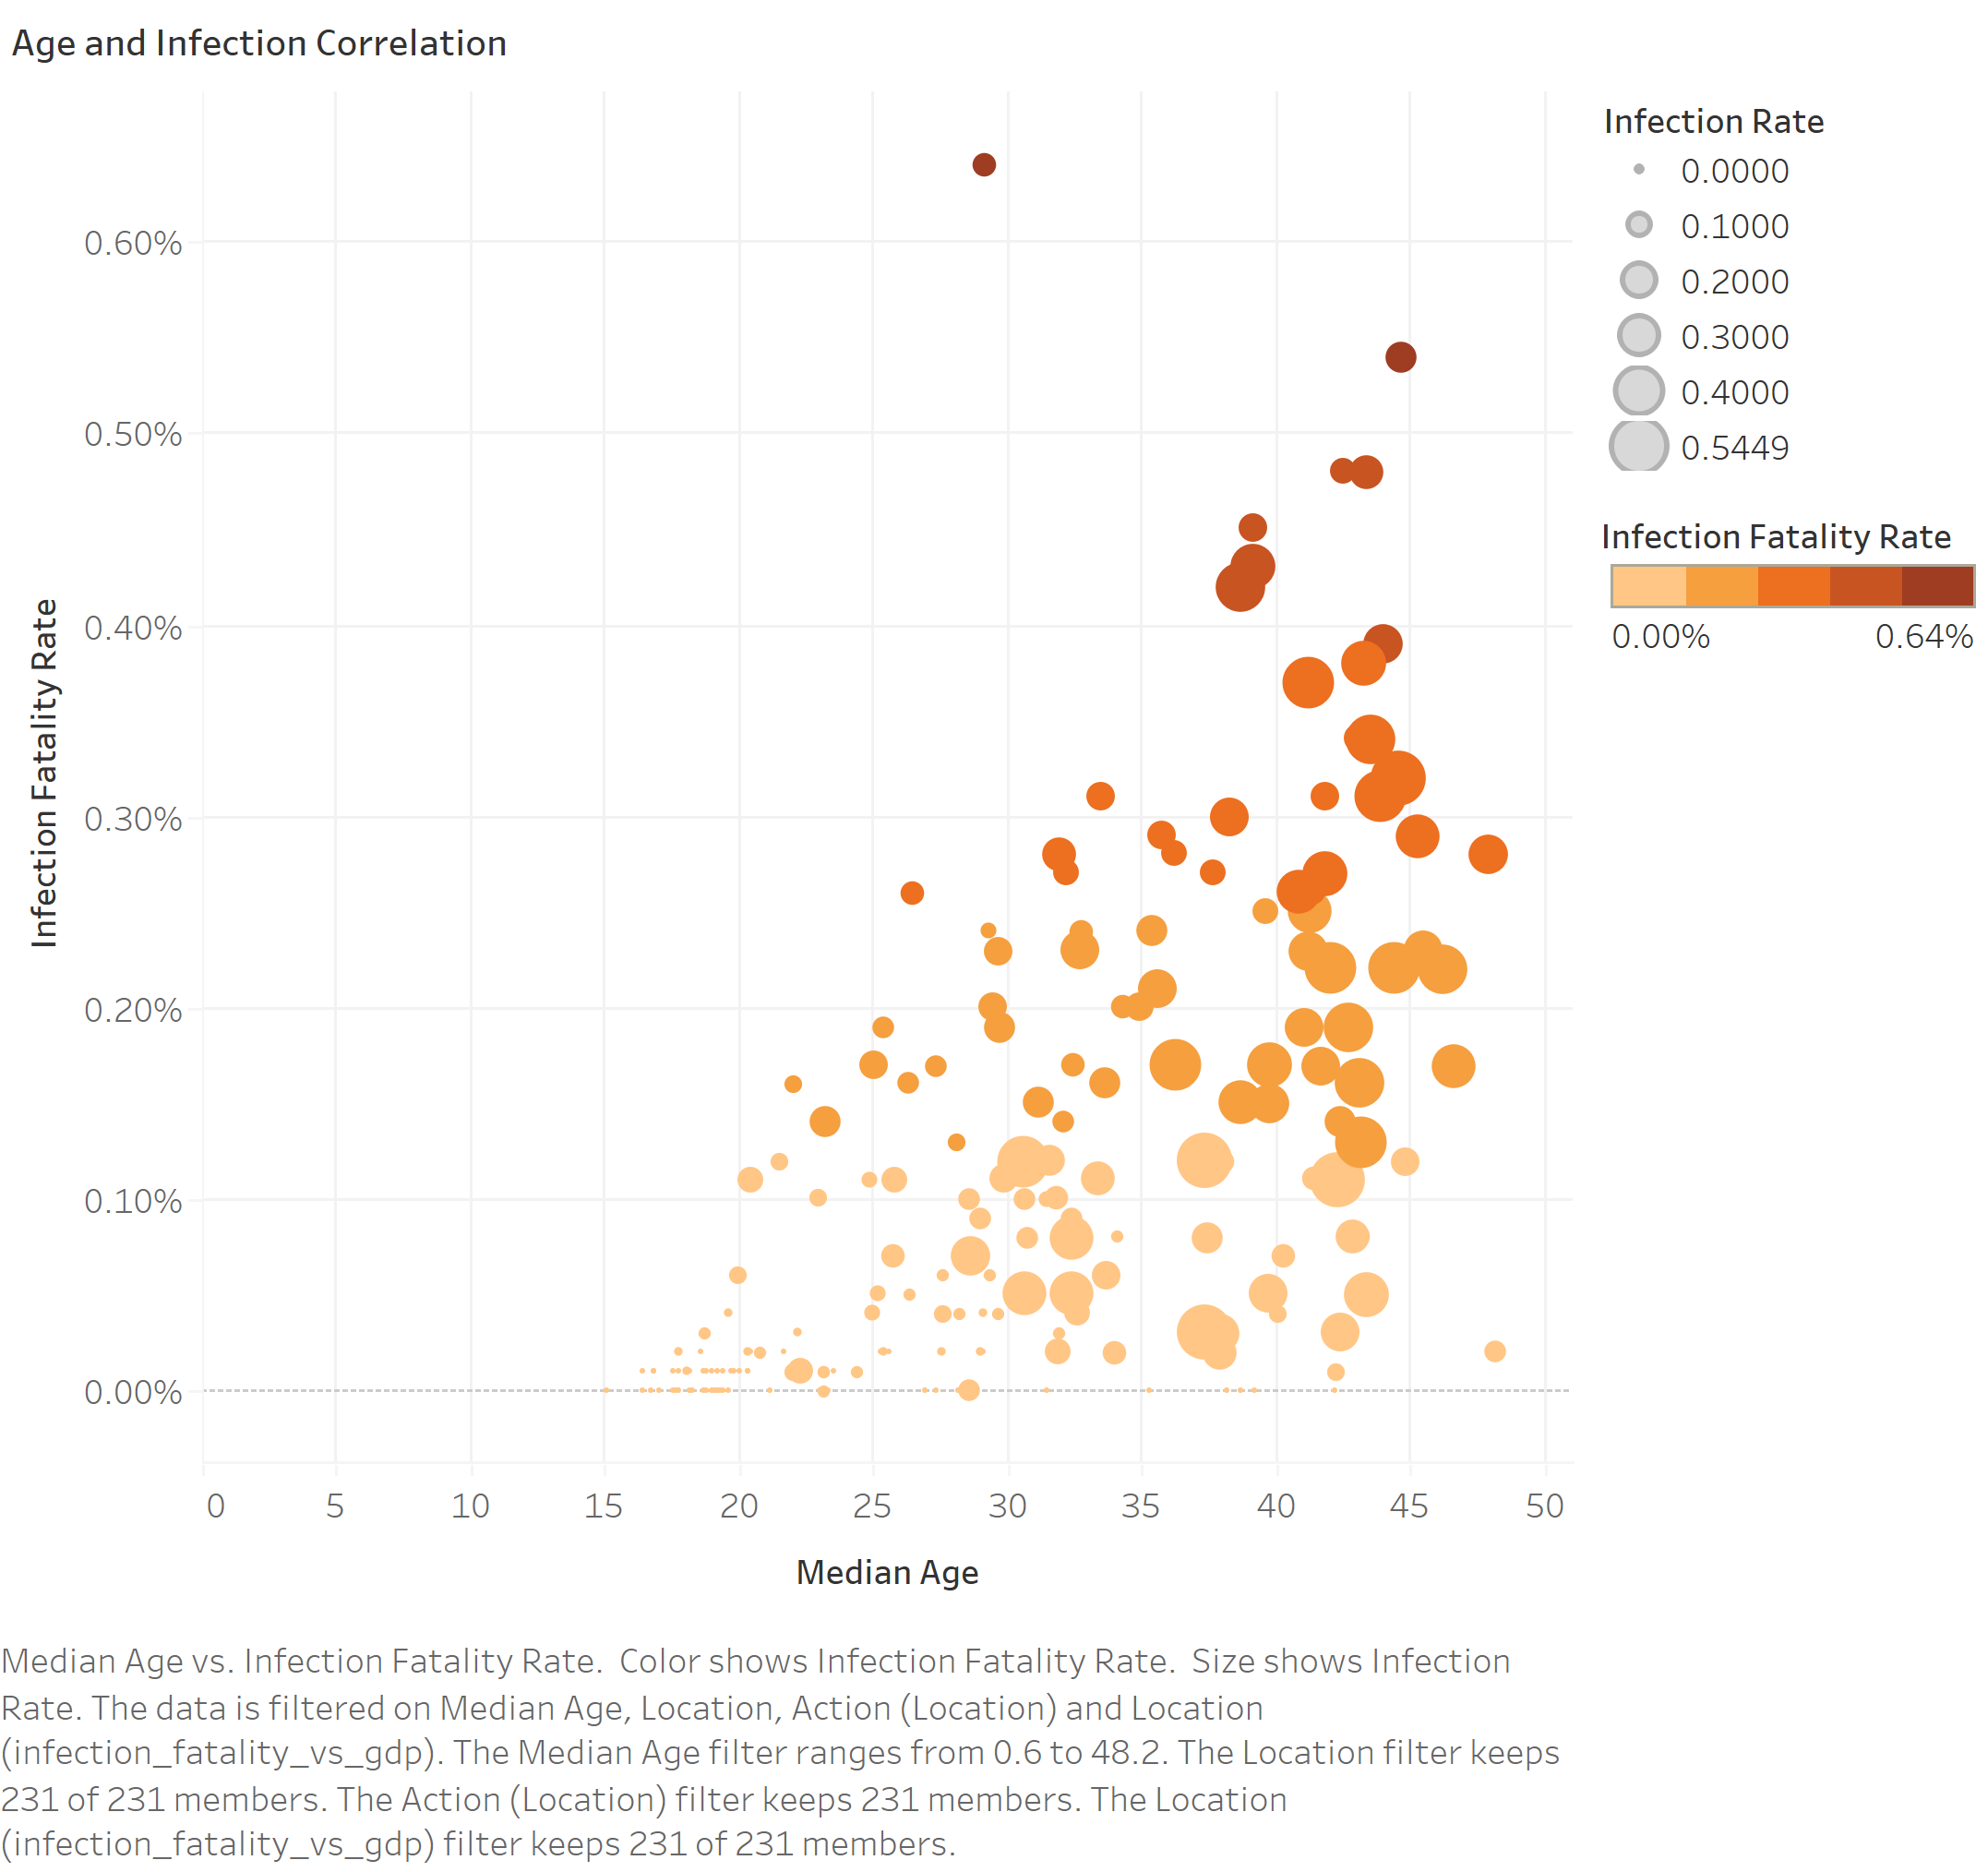 Age and Infection Correlation
Infection Rate
0.0000
0.1000
0.2000
0.3000
0.4000
0.5449
Infection Fatality Rate
0.00% 0.64%
Infection Fatality Rate
0.60%
0.50%
0.40%
0.30%
0.20%
0.10%
0.00%
0 5 10 15 20 25 30 35 40 45 50
Median Age
Median Age vs. Infection Fatality Rate.  Color shows Infection Fatality Rate.  Size shows Infection
Rate. The data is filtered on Median Age, Location, Action (Location) and Location
(infection_fatality_vs_gdp). The Median Age filter ranges from 0.6 to 48.2. The Location filter keeps
231 of 231 members. The Action (Location) filter keeps 231 members. The Location
(infection_fatality_vs_gdp) filter keeps 231 of 231 members.